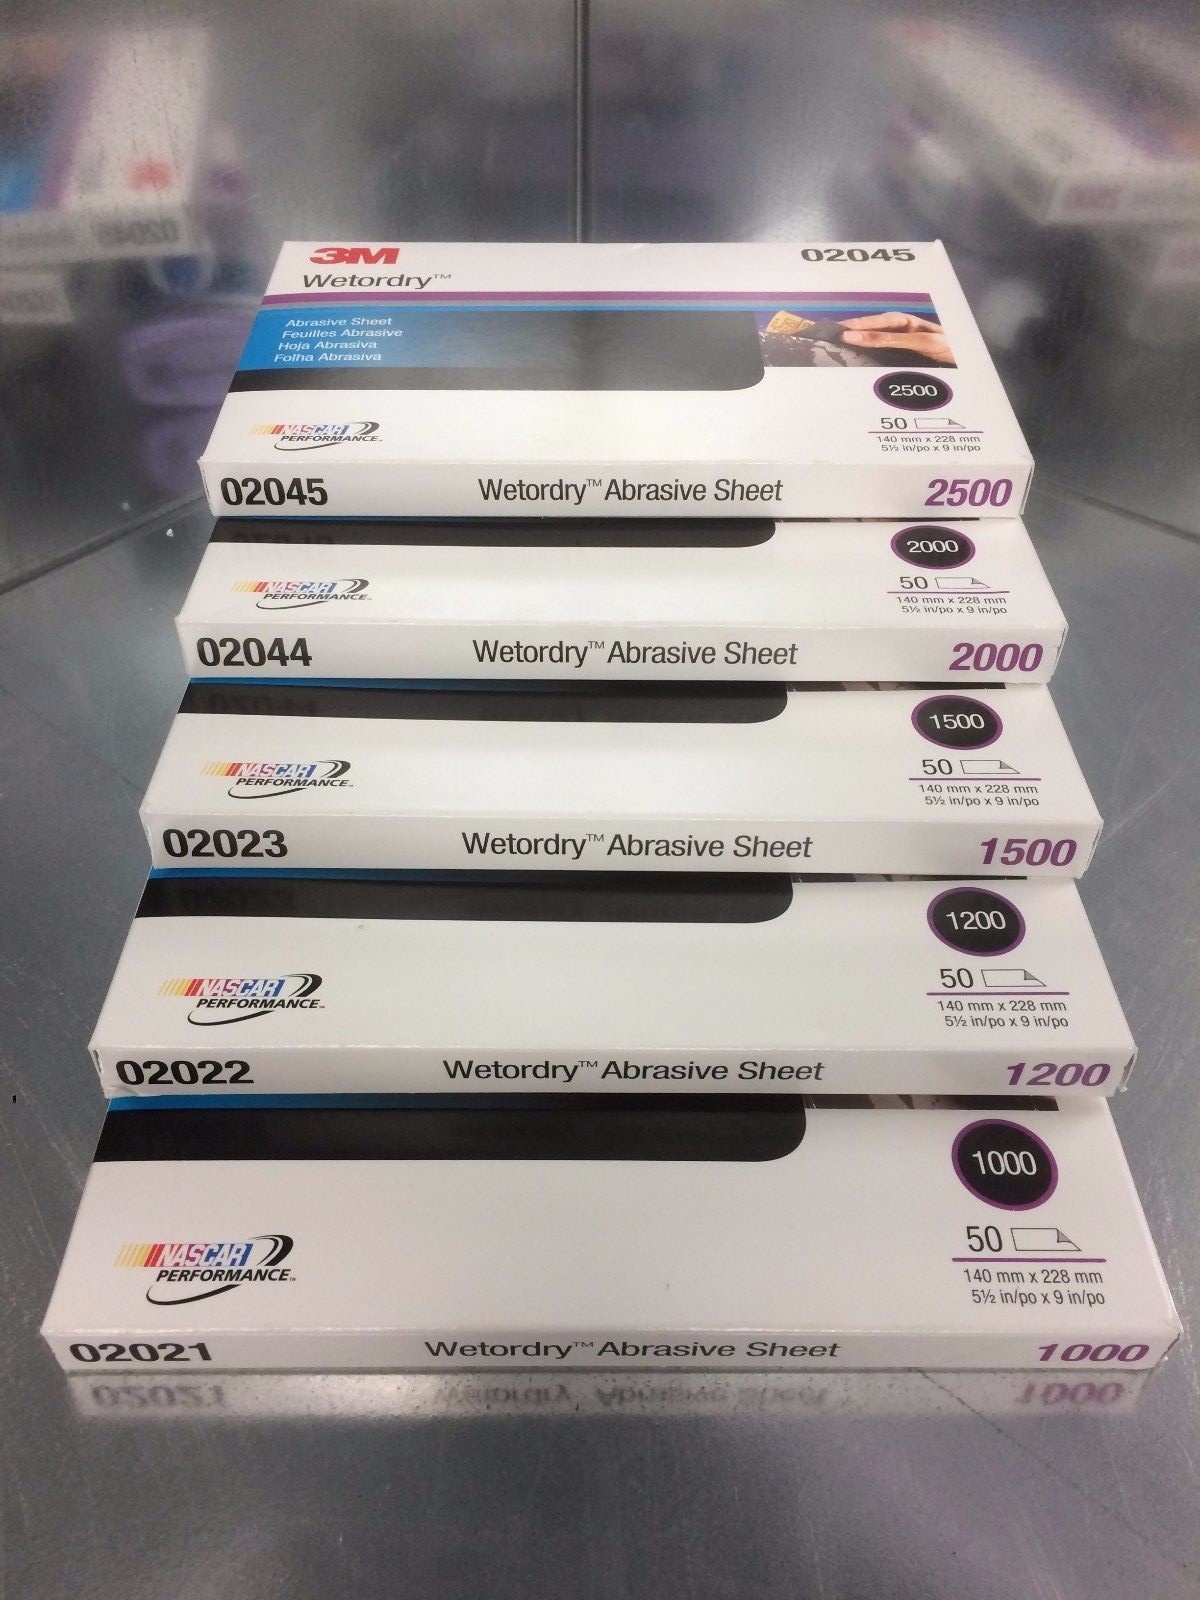 3M 02045
Wetordry™
Abrasive Sheet
Feuilles Abrasive
Hoja Abrasiva
Folha Abrasiva
2500
50
140 mm x 228 mm
5½ in/po x 9 in/po
NASCAR
PERFORMANCE™
02045 Wetordry™ Abrasive Sheet 2500
2000
50
140 mm x 228 mm
5½ in/po x 9 in/po
NASCAR
PERFORMANCE™
02044 Wetordry™ Abrasive Sheet 2000
1500
50
140 mm x 228 mm
5½ in/po x 9 in/po
NASCAR
PERFORMANCE™
02023 Wetordry™ Abrasive Sheet 1500
1200
50
140 mm x 228 mm
5½ in/po x 9 in/po
NASCAR
PERFORMANCE™
02022 Wetordry™ Abrasive Sheet 1200
1000
50
140 mm x 228 mm
5½ in/po x 9 in/po
NASCAR
PERFORMANCE™
02021 Wetordry™ Abrasive Sheet 1000